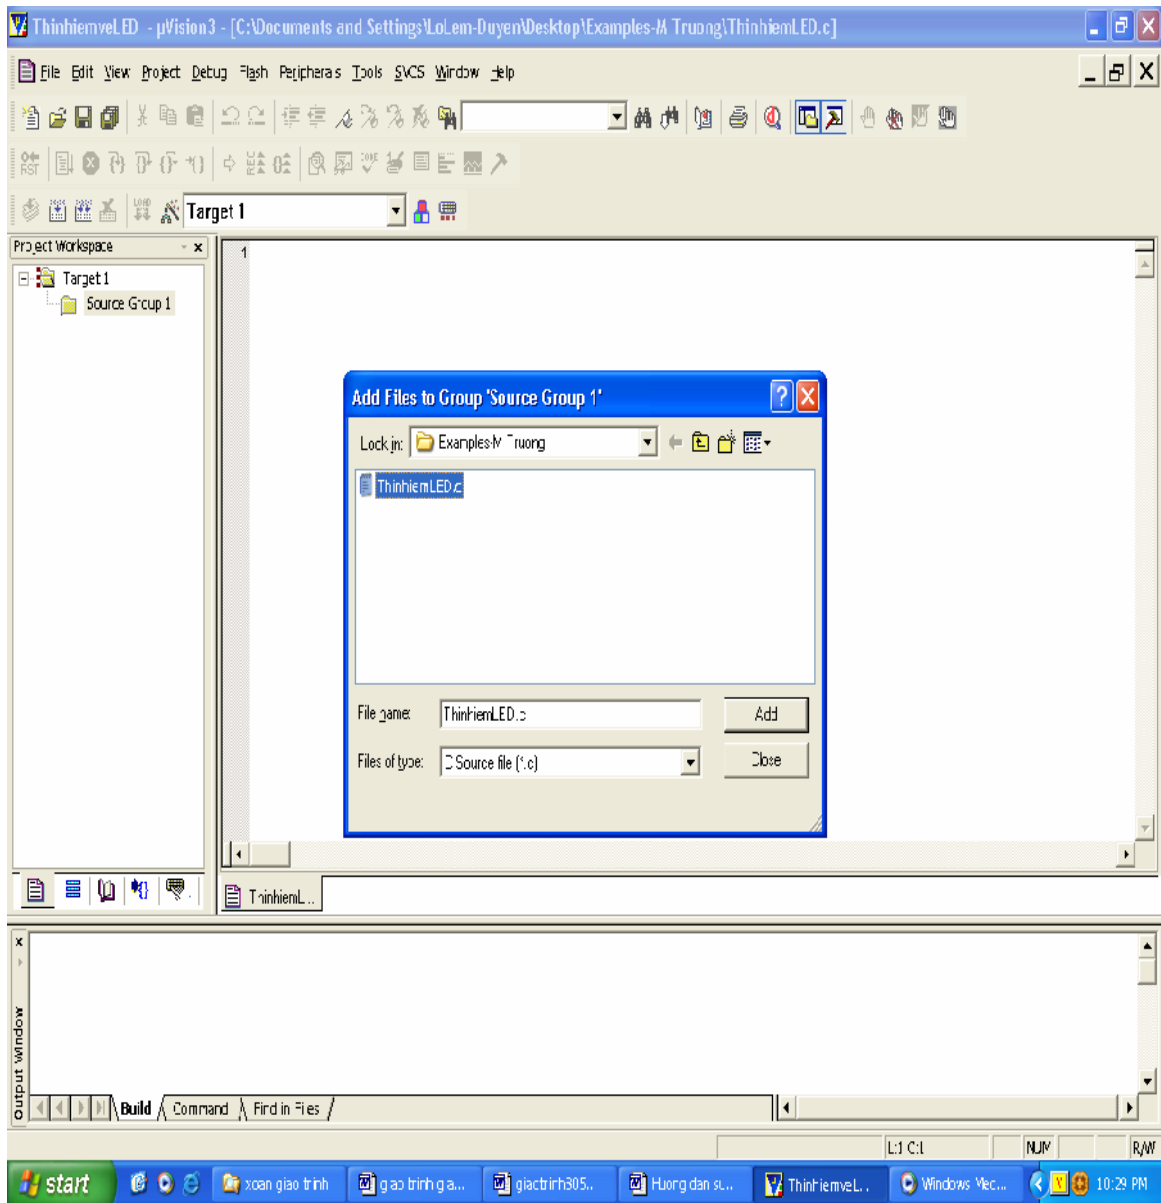 ThinhiemveLED - µVision3 - [C:\Documents and Settings\LoLem-Duyen\Desktop\Examples-M Truong\ThinhiemLED.c]
File Edit View Project Debug Flash Peripherals Tools SVCS Window Help
Target 1
Project Workspace
Target 1
Source Group 1
1
Add Files to Group 'Source Group 1'
Look in: Examples-M Truong
ThinhiemLED.c
File name: ThinhiemLED.c Add
Files of type: C Source file (*.c) Close
ThinhiemL...
Output Window
Build Command Find in Files
L:1 C:1 NUM R/W
start xoan giao trinh giao trinh gia... giactrinh305... Huong dan su... ThinhiemveL... Windows Mec... 10:29 PM